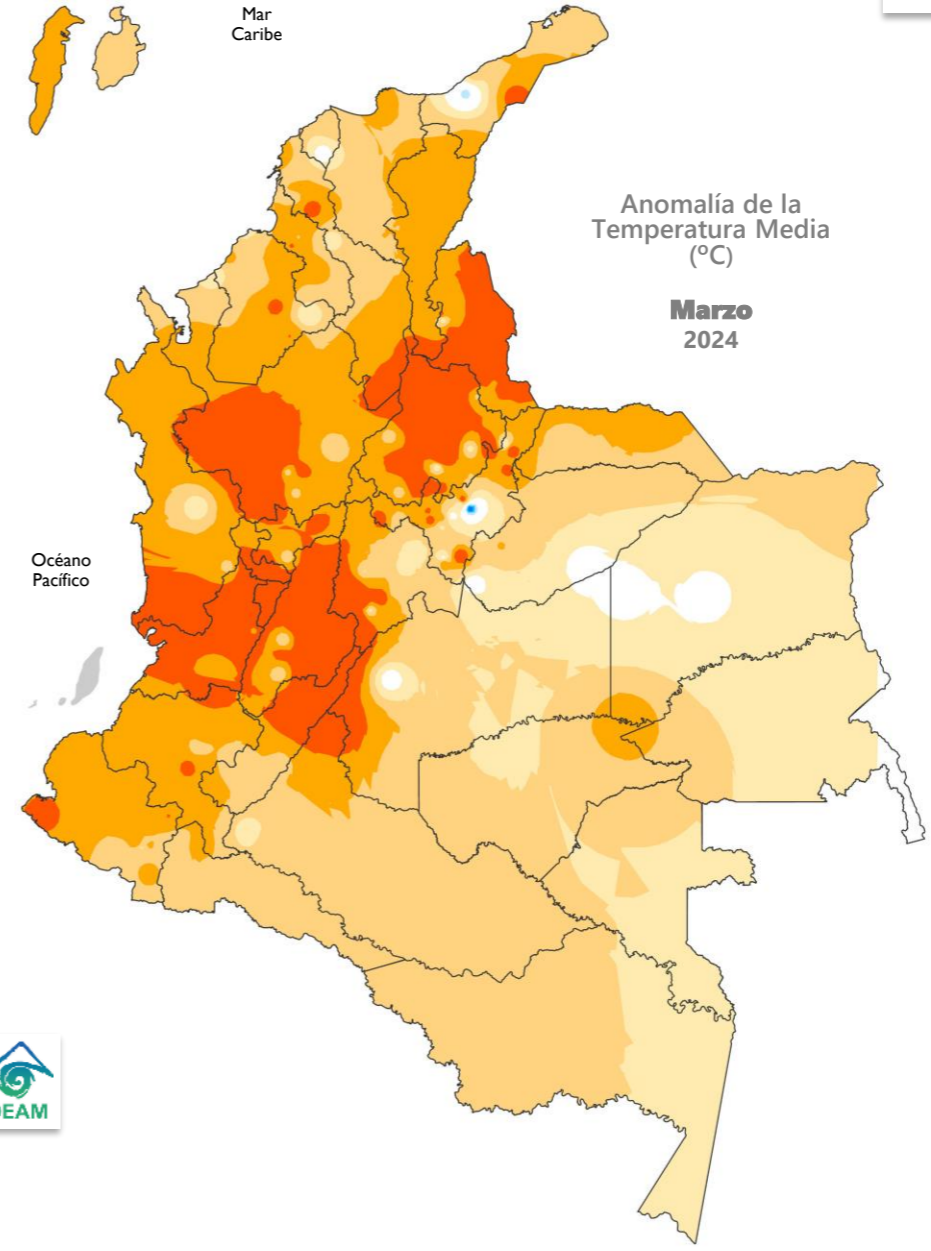 Mar
Caribe
Anomalía de la
Temperatura Media
(ºC)
Marzo
2024
Océano
Pacífico
DEAM